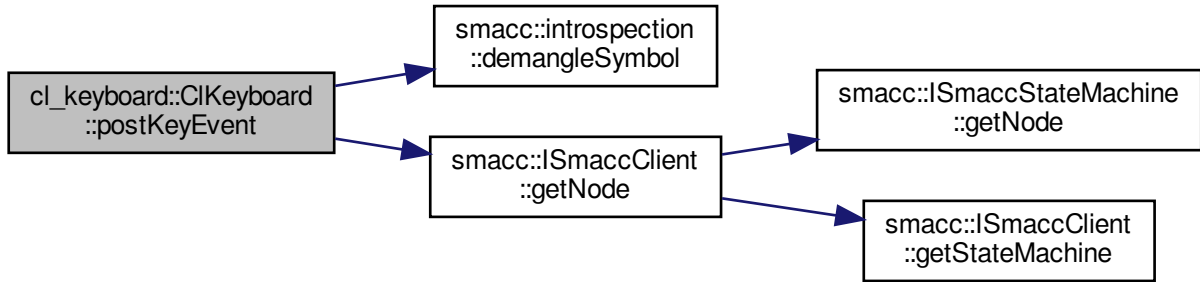 cl_keyboard::ClKeyboard
::postKeyEvent
smacc::introspection
::demangleSymbol
smacc::ISmaccClient
::getNode
smacc::ISmaccStateMachine
::getNode
smacc::ISmaccClient
::getStateMachine